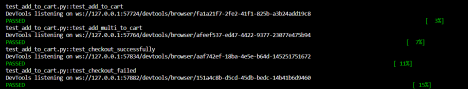 test_add_to_cart.py::test_add_to_cart
DevTools listening on ws://127.0.0.1:57724/devtools/browser/fa1a21f7-2fe2-41f1-825b-a3b24add19c8
PASSED [ 3%]
test_add_to_cart.py::test_add_multi_to_cart
DevTools listening on ws://127.0.0.1:57764/devtools/browser/afeef537-ed47-4422-9377-23077e475b94
PASSED [ 7%]
test_add_to_cart.py::test_checkout_successfully
DevTools listening on ws://127.0.0.1:57834/devtools/browser/aaf742ef-18ba-4e5e-b64d-145251751672
PASSED [ 11%]
test_add_to_cart.py::test_checkout_failed
DevTools listening on ws://127.0.0.1:57882/devtools/browser/151a4c8b-d5cd-45db-bedc-14b41b6d9460
PASSED [ 15%]